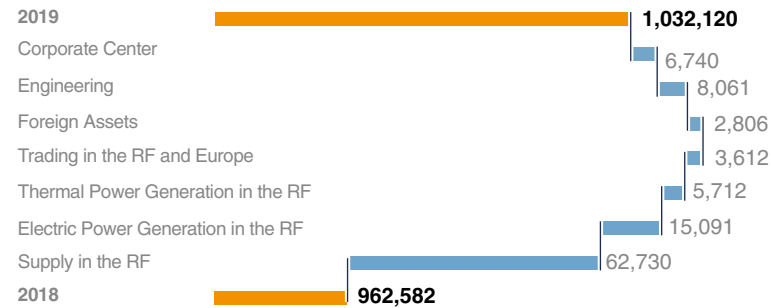 2019 1,032,120
Corporate Center 6,740
Engineering 8,061
Foreign Assets 2,806
Trading in the RF and Europe 3,612
Thermal Power Generation in the RF 5,712
Electric Power Generation in the RF 15,091
Supply in the RF 62,730
2018 962,582